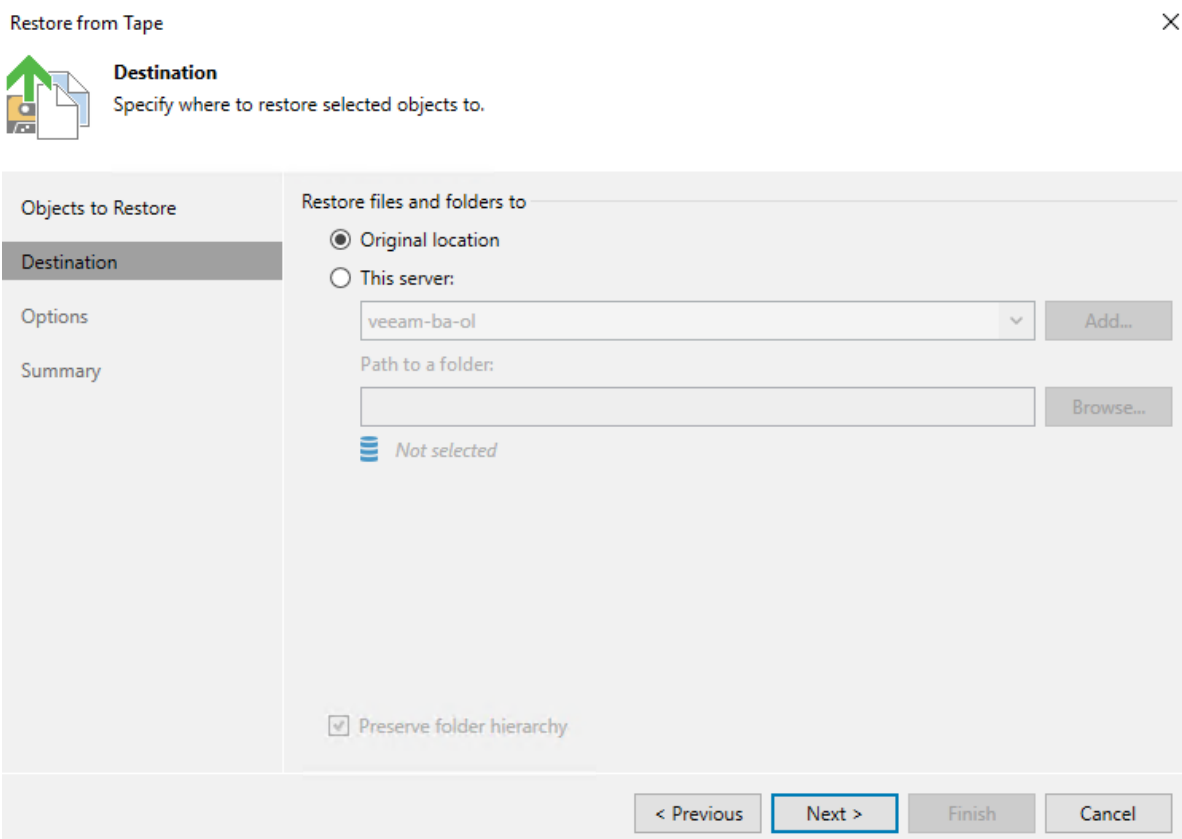 Restore from Tape
Destination
Specify where to restore selected objects to.
Objects to Restore
Destination
Options
Summary
Restore files and folders to
Original location
This server:
veeam-ba-ol
Add...
Path to a folder:
Browse...
Not selected
Preserve folder hierarchy
< Previous
Next >
Finish
Cancel